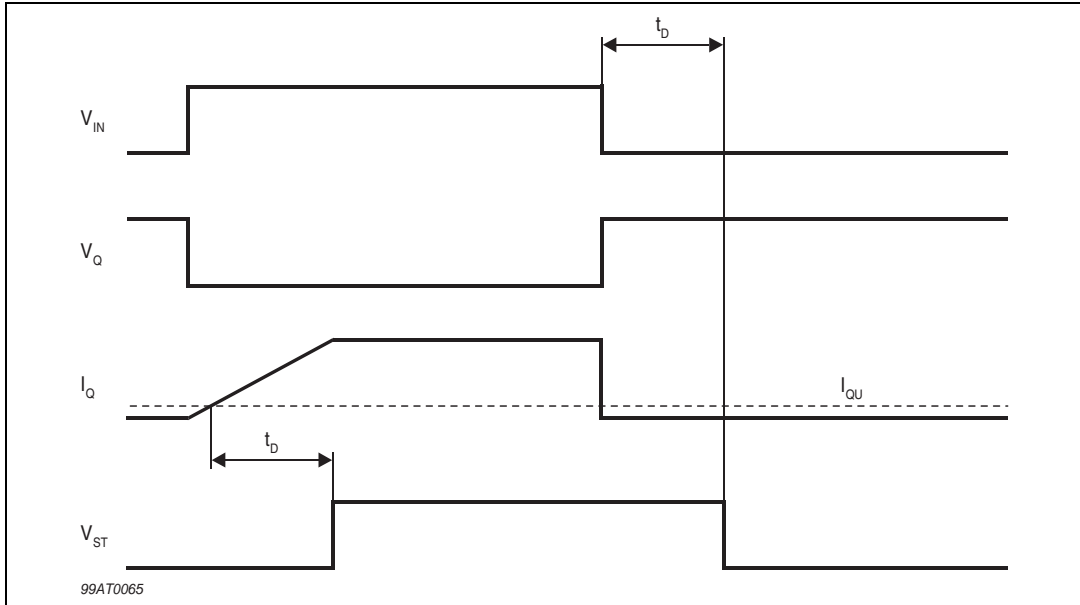 t_D
V_IN
V_Q
I_Q
I_QU
t_D
V_ST
99AT0065